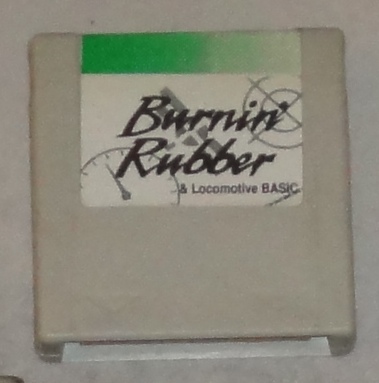 Burnin'
Rubber
& Locomotive BASIC